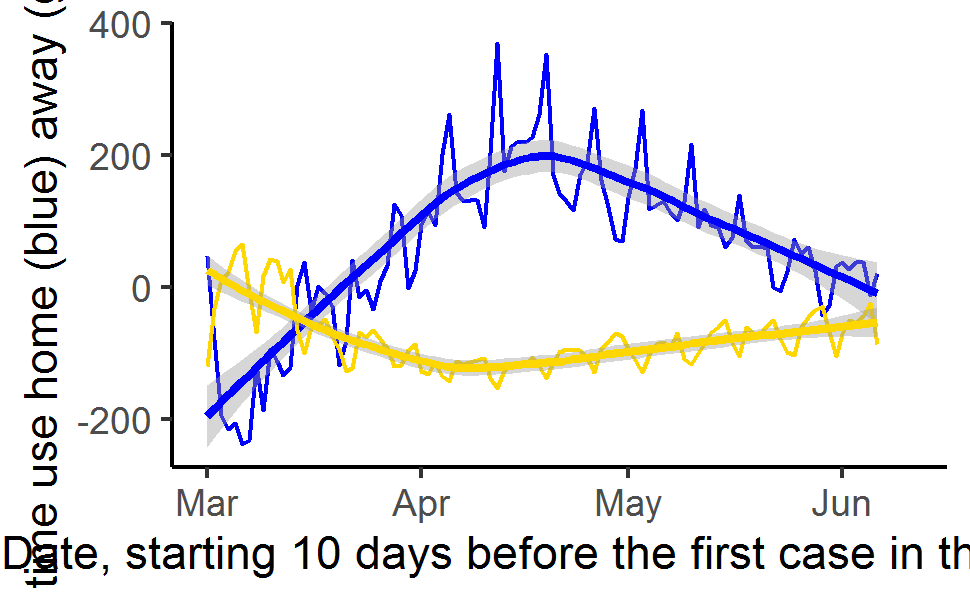 time use home (blue) away (
400
200
0
-200
Mar Apr May Jun
Date, starting 10 days before the first case in th